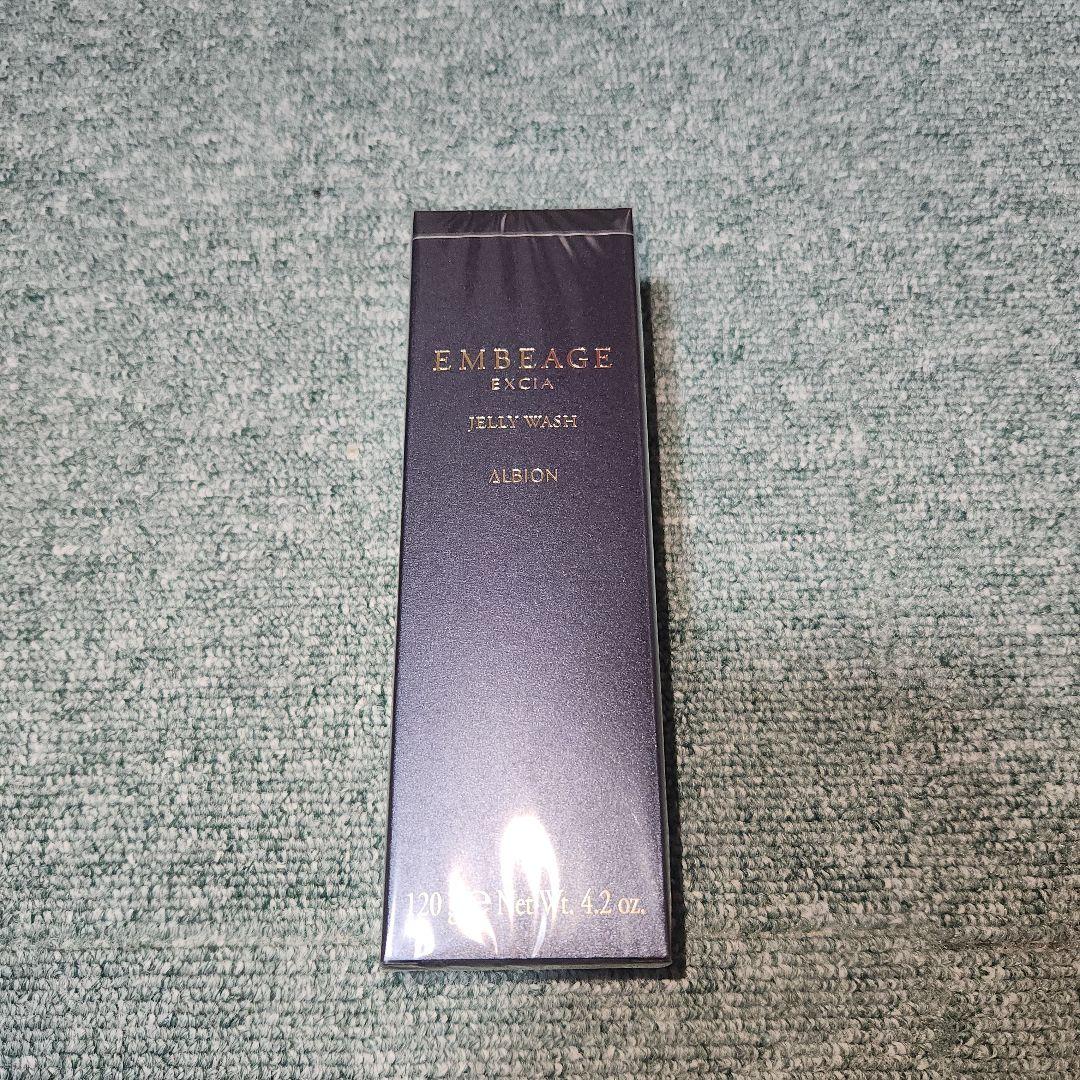 EMBEAGE
EXCIA
JELLY WASH
ALBION
120 g ℮ Net Wt. 4.2 oz.